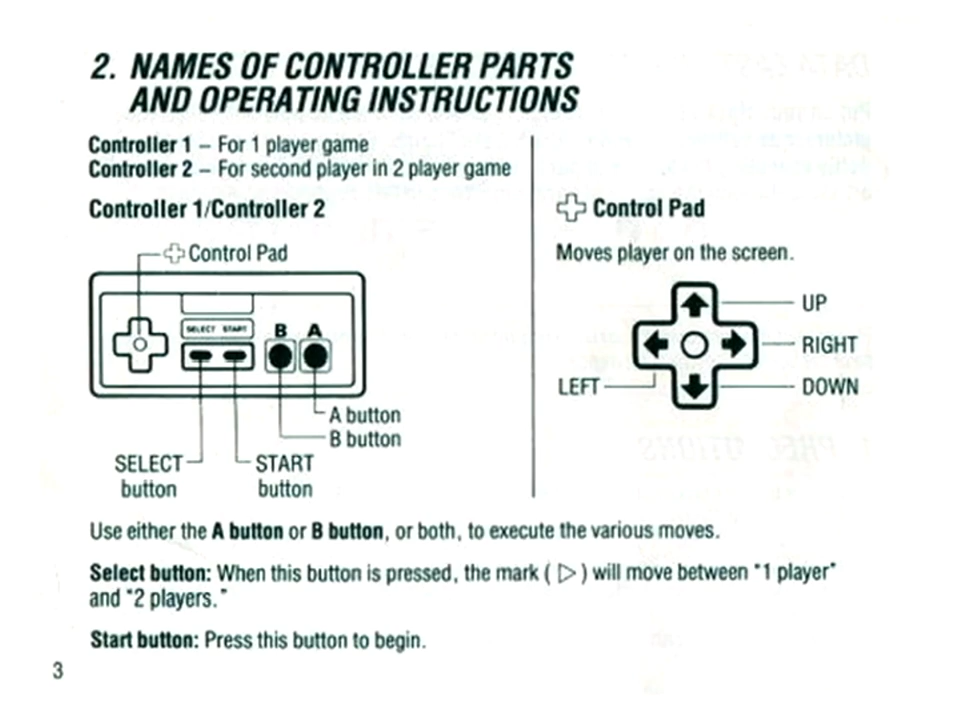 2. NAMES OF CONTROLLER PARTS
AND OPERATING INSTRUCTIONS
Controller 1 – For 1 player game
Controller 2 – For second player in 2 player game
Controller 1/Controller 2
Control Pad
SELECT START B A
A button
B button
SELECT button
START button
Control Pad
Moves player on the screen.
UP
RIGHT
LEFT
DOWN
Use either the A button or B button, or both, to execute the various moves.
Select button: When this button is pressed, the mark ( ▷ ) will move between "1 player"
and "2 players."
Start button: Press this button to begin.
3